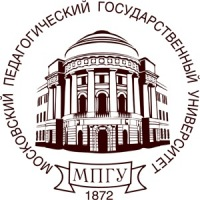 МОСКОВСКИЙ ПЕДАГОГИЧЕСКИЙ ГОСУДАРСТВЕННЫЙ УНИВЕРСИТЕТ
МПГУ
1872